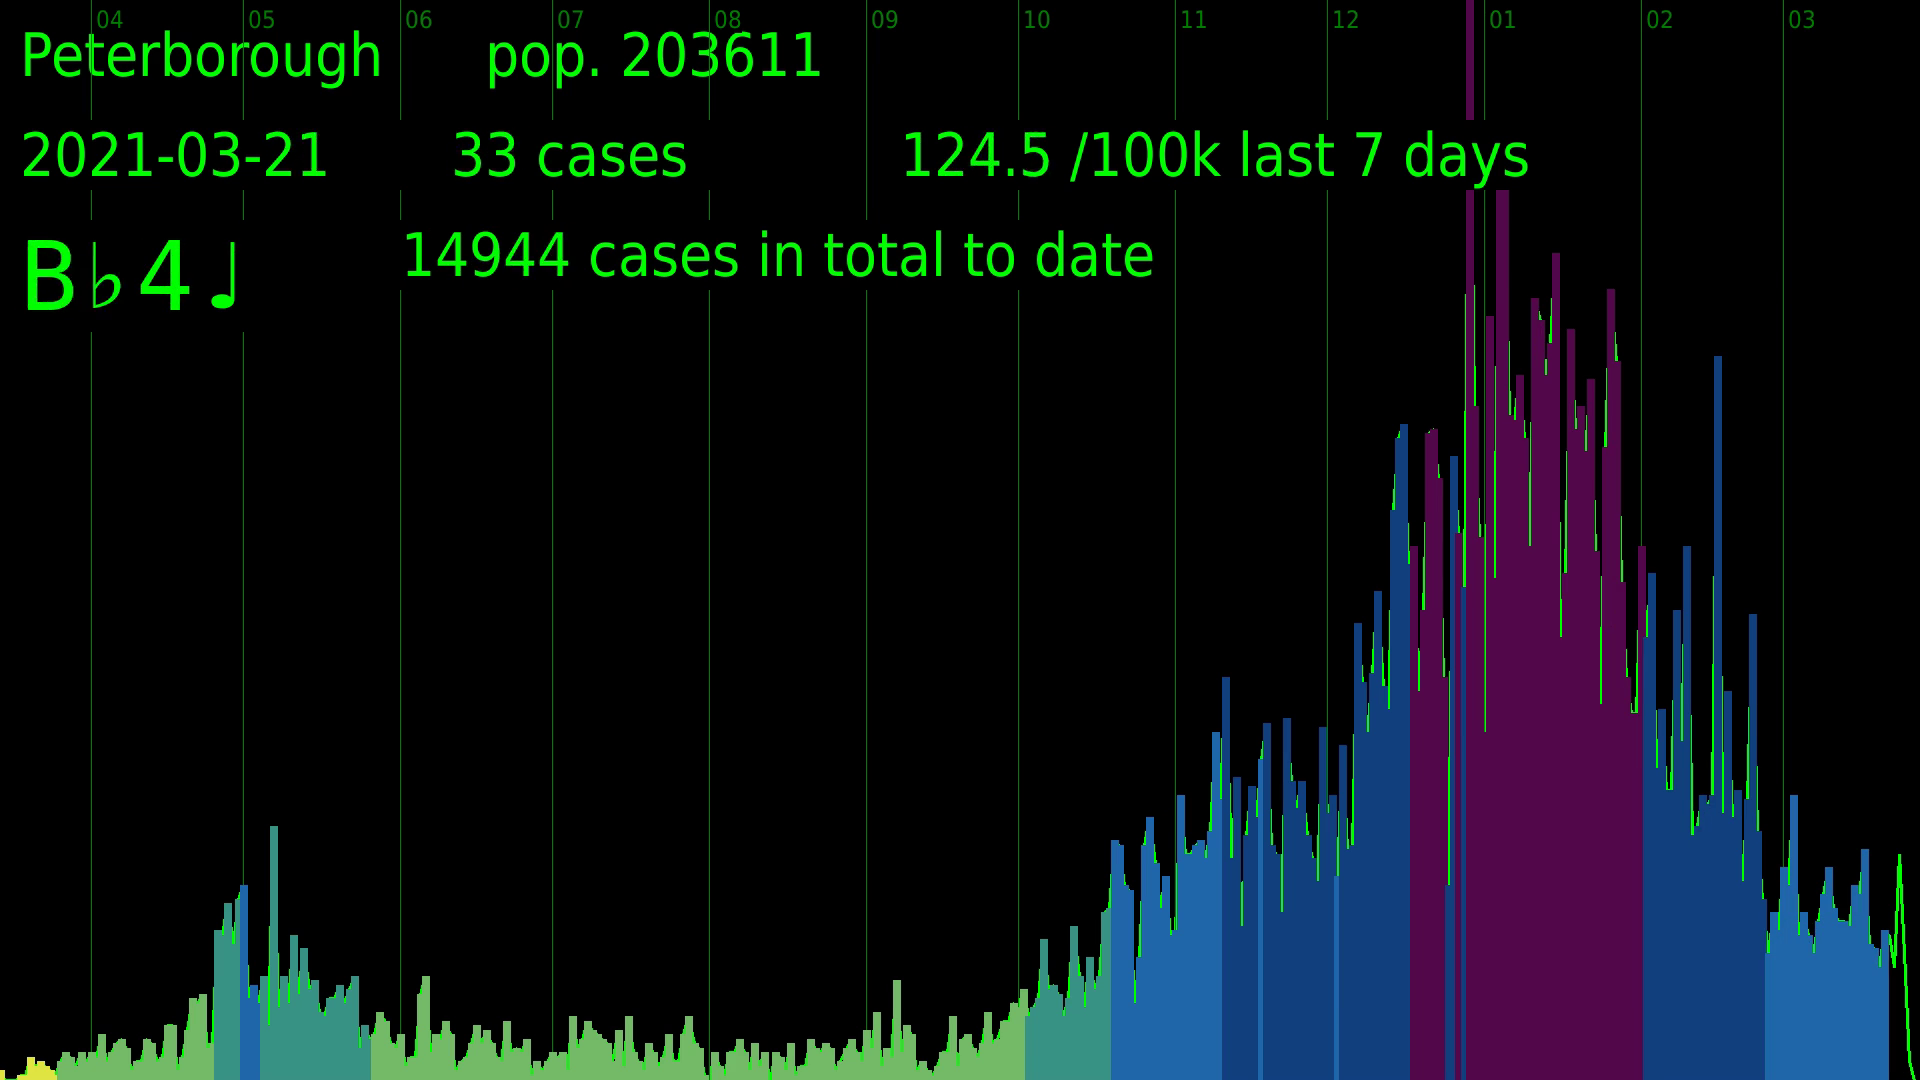 04 05 06 07 08 09 10 11 12 01 02 03
Peterborough pop. 203611
2021-03-21 33 cases 124.5 /100k last 7 days
B♭4♩ 14944 cases in total to date